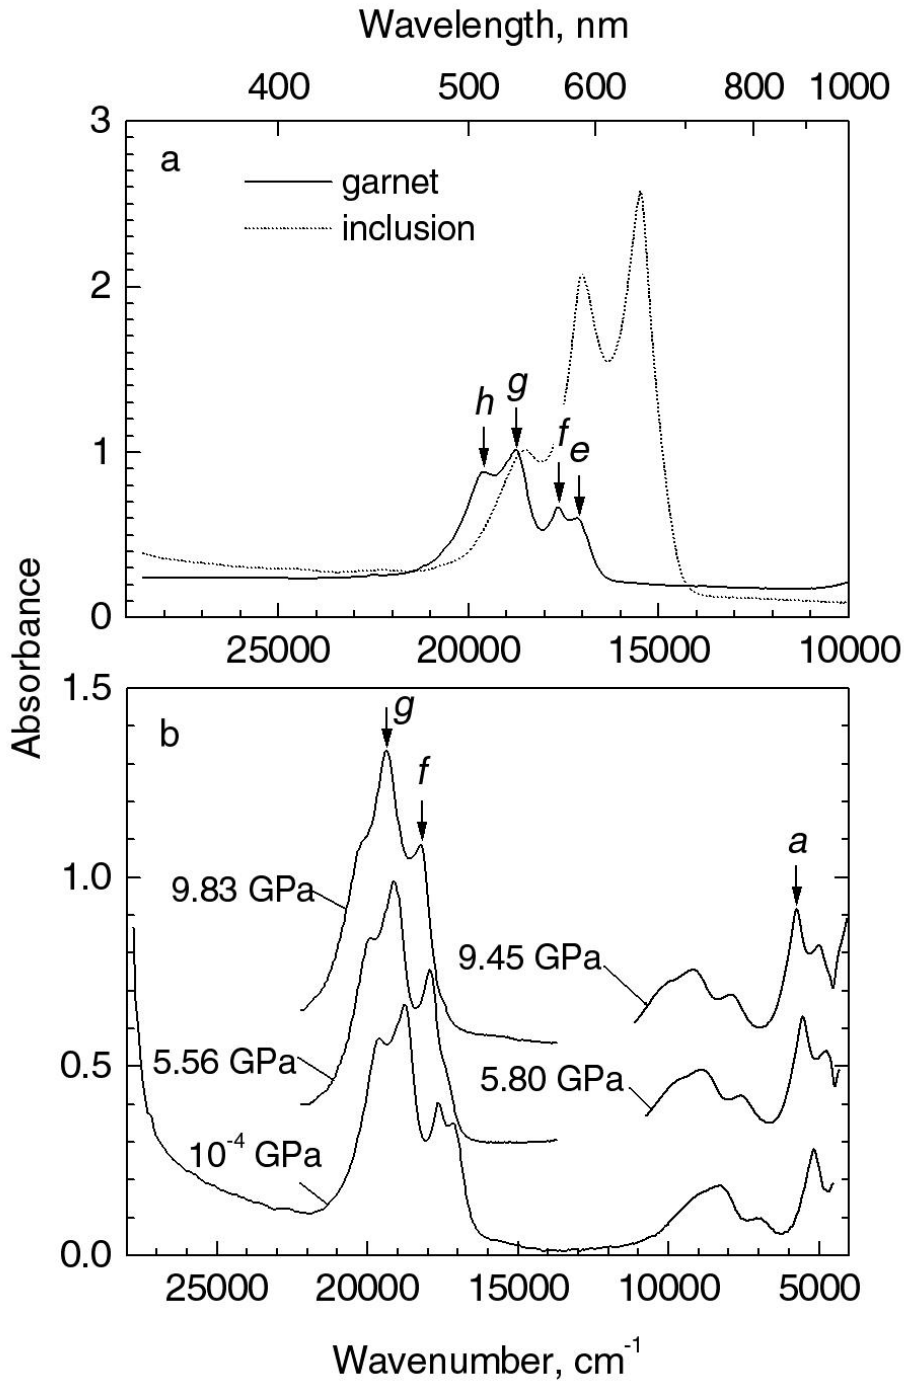 Wavelength, nm
400 500 600 800 1000
3
a
garnet
inclusion
2
h g
f e
1
0
25000 20000 15000 10000
Absorbance
1.5
b
g
f
a
1.0
9.83 GPa
9.45 GPa
0.5
5.56 GPa
5.80 GPa
10⁻⁴ GPa
0.0
25000 20000 15000 10000 5000
Wavenumber, cm⁻¹